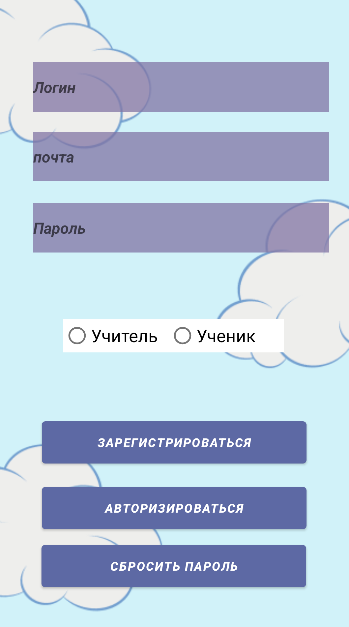 Логин
почта
Пароль
Учитель Ученик
ЗАРЕГИСТРИРОВАТЬСЯ
АВТОРИЗИРОВАТЬСЯ
СБРОСИТЬ ПАРОЛЬ